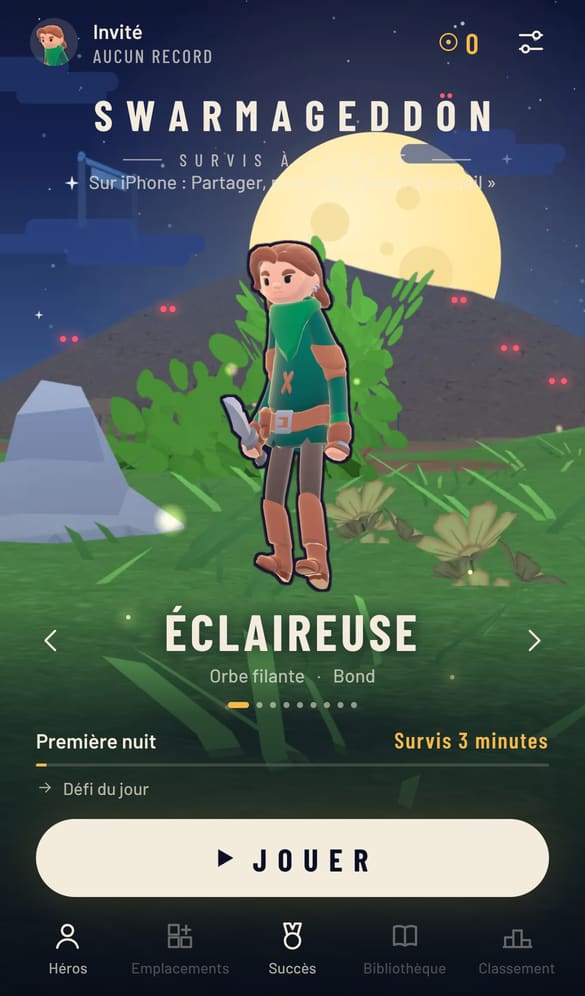 Invité
AUCUN RECORD
0
SWARMAGEDDÖN
SURVIS À
Sur iPhone : Partager, »
ÉCLAIREUSE
Orbe filante · Bond
Première nuit
Survis 3 minutes
Défi du jour
JOUER
Héros
Emplacements
Succès
Bibliothèque
Classement